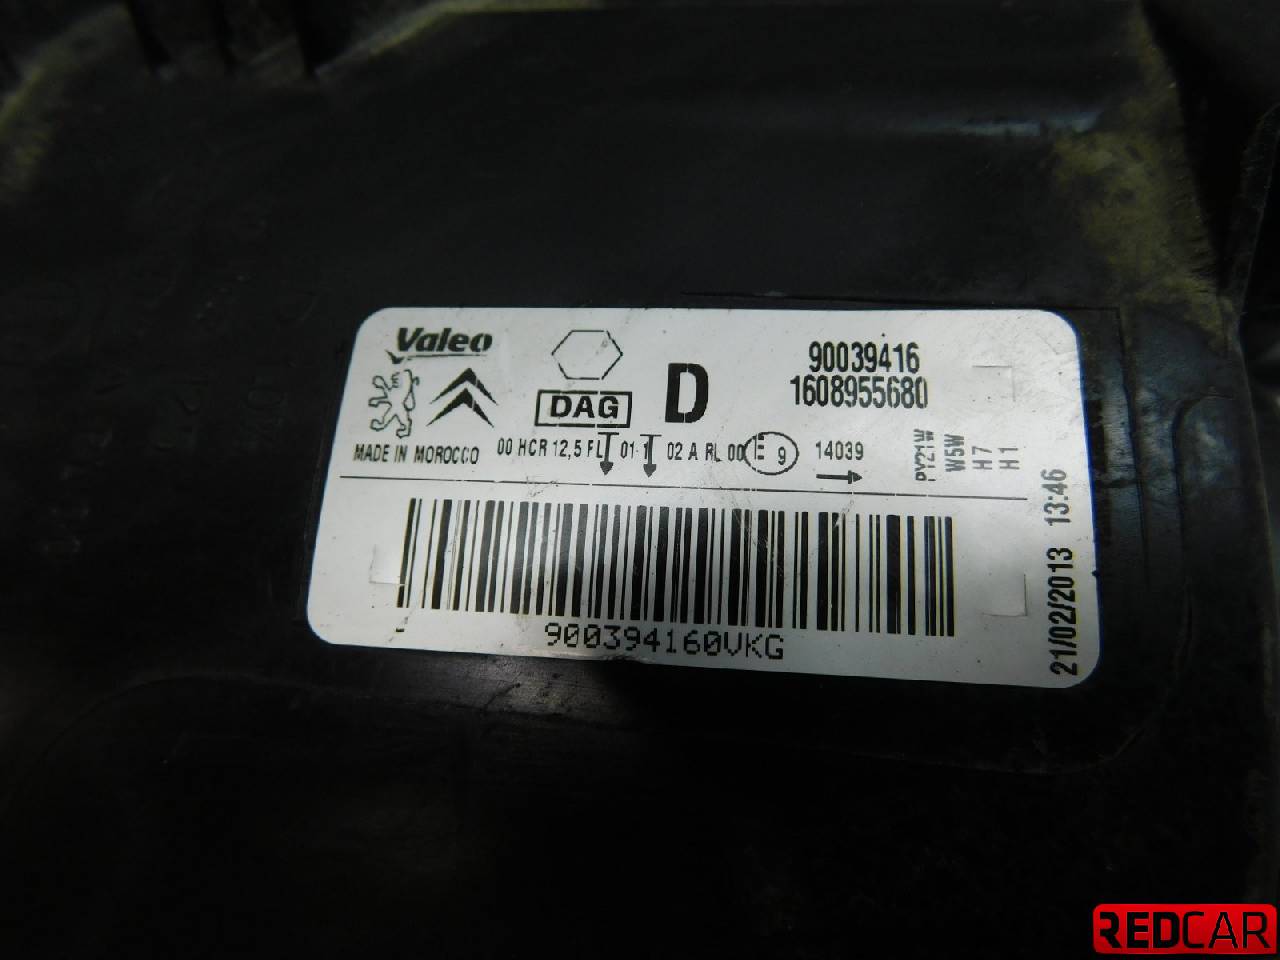 Valeo
DAG
D
90039416
1608955680
MADE IN MOROCCO
00 HCR 12,5 FL 01-1 02 A RL 00 E 9 14039
PY21W
W5W
H7
H1
21/02/2013 13:46
900394160VKG
REDCAR